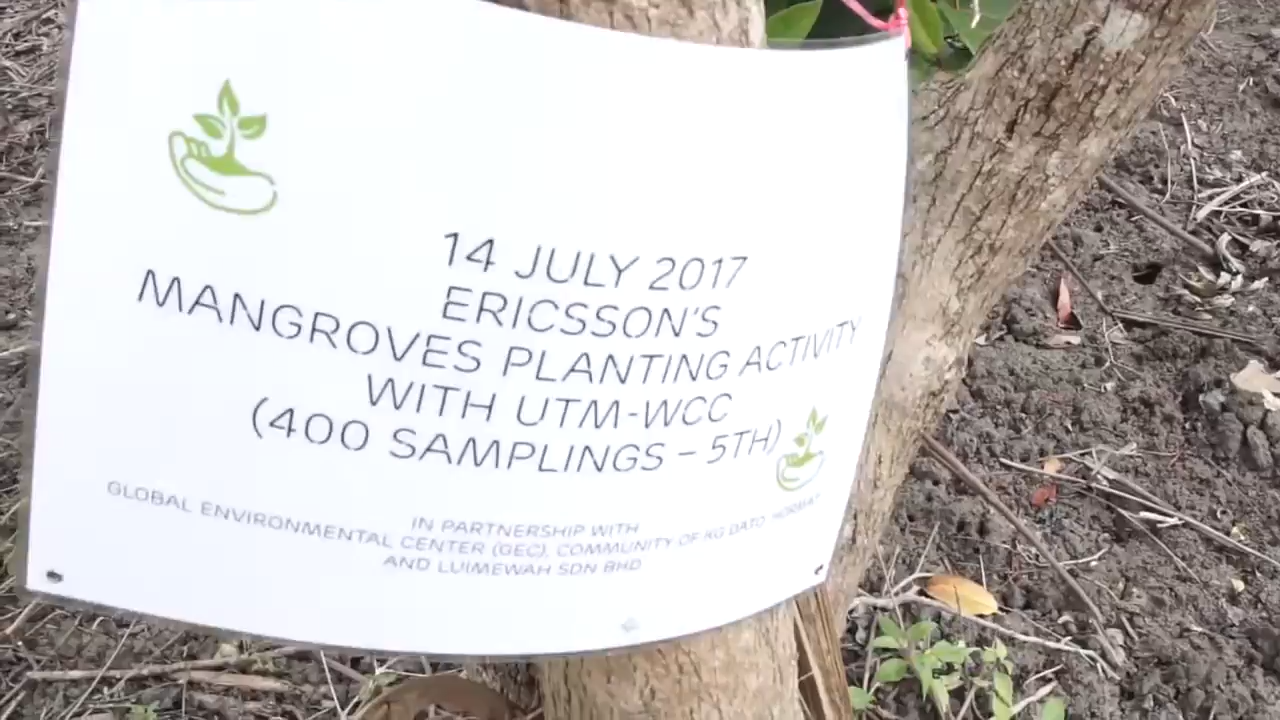 14 JULY 2017
ERICSSON'S
MANGROVES PLANTING ACTIVITY
WITH UTM-WCC
(400 SAMPLINGS – 5TH)
IN PARTNERSHIP WITH
GLOBAL ENVIRONMENTAL CENTER (GEC), COMMUNITY OF KG DATO' HORMAT
AND LUIMEWAH SDN BHD